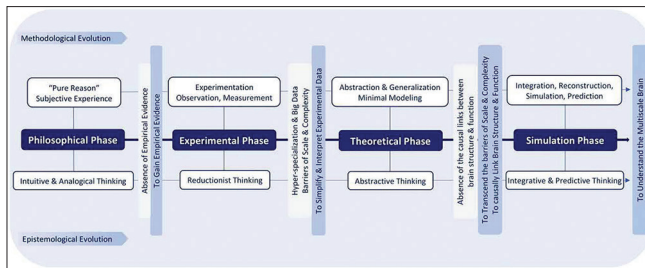 Methodological Evolution
"Pure Reason"
Subjective Experience
Philosophical Phase
Intuitive & Analogical Thinking
Absence of Empirical Evidence
To Gain Empirical Evidence
Experimentation
Observation, Measurement
Experimental Phase
Reductionist Thinking
Hyper-specialization & Big Data
Barriers of Scale & Complexity
To Simplify & Interpret Experimental Data
Abstraction & Generalization
Minimal Modeling
Theoretical Phase
Abstractive Thinking
Absence of the causal links between
brain structure & function
To Transcend the barriers of Scale & Complexity
To causally Link Brain Structure & Function
Integration, Reconstruction,
Simulation, Prediction
Simulation Phase
Integrative & Predictive Thinking
To Understand the Multiscale Brain
Epistemological Evolution